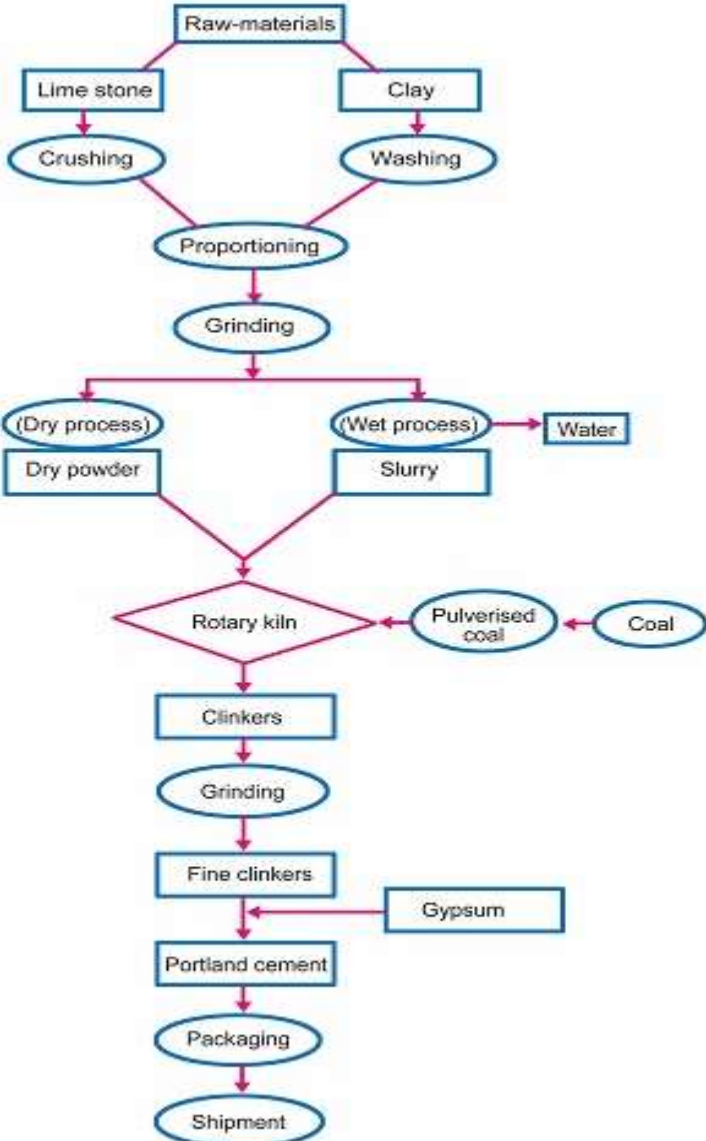 Raw-materials
Lime stone
Clay
Crushing
Washing
Proportioning
Grinding
(Dry process)
(Wet process)
Water
Dry powder
Slurry
Rotary kiln
Pulverised
coal
Coal
Clinkers
Grinding
Fine clinkers
Gypsum
Portland cement
Packaging
Shipment